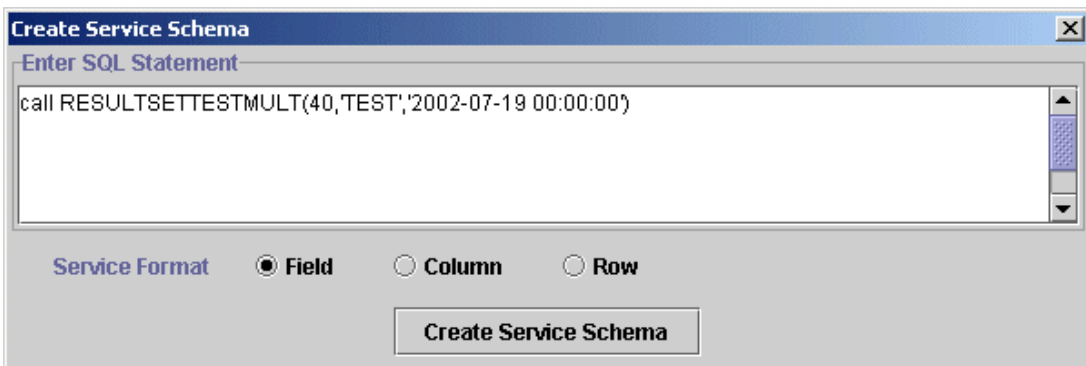 Create Service Schema
Enter SQL Statement
call RESULTSETTESTMULT(40,'TEST','2002-07-19 00:00:00')
Service Format Field Column Row
Create Service Schema